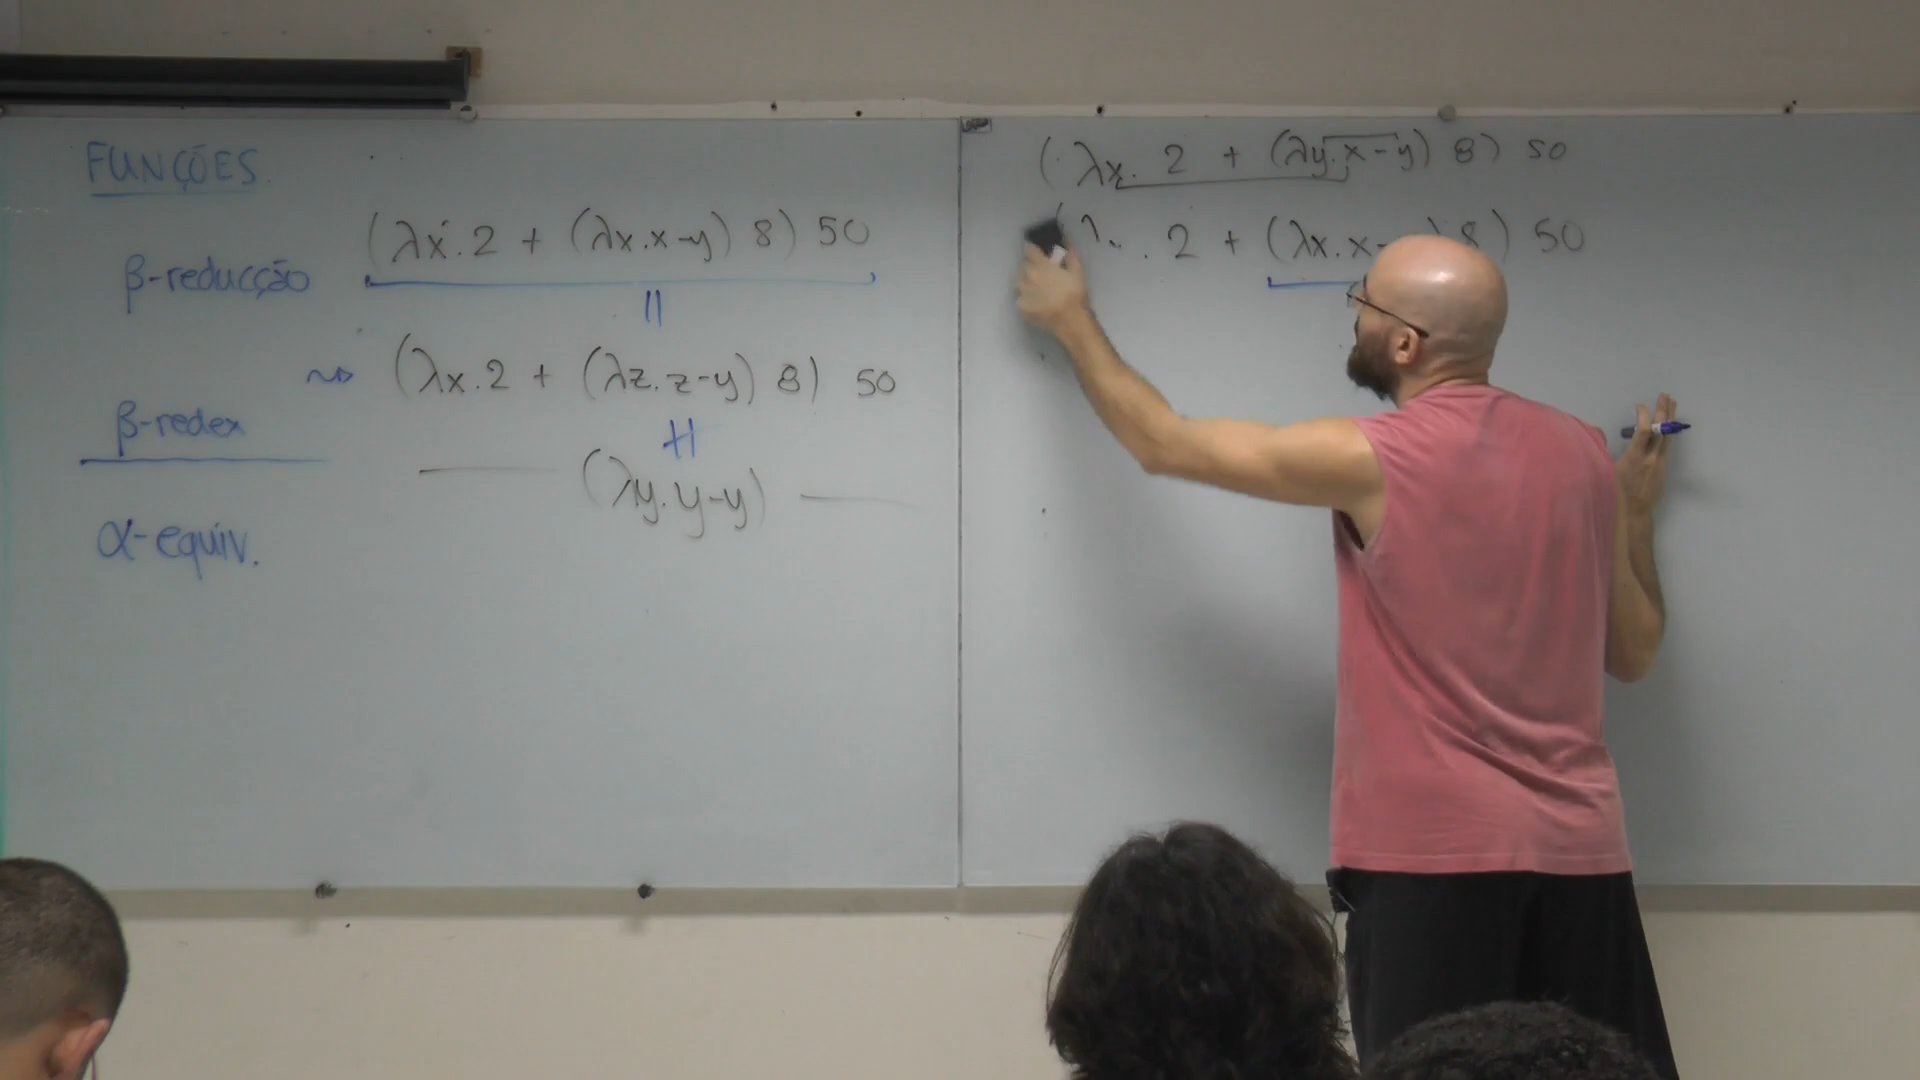 FUNÇÕES.
(λx.2 + (λx.x-y) 8) 50
β-reducção
=
⇝ (λx.2 + (λz.z-y) 8) 50
β-redex
≠
(λy.y-y)
α-equiv.
(λx. 2 + (λy.x-y) 8) 50
(λ . 2 + (λx.x- ) 8) 50